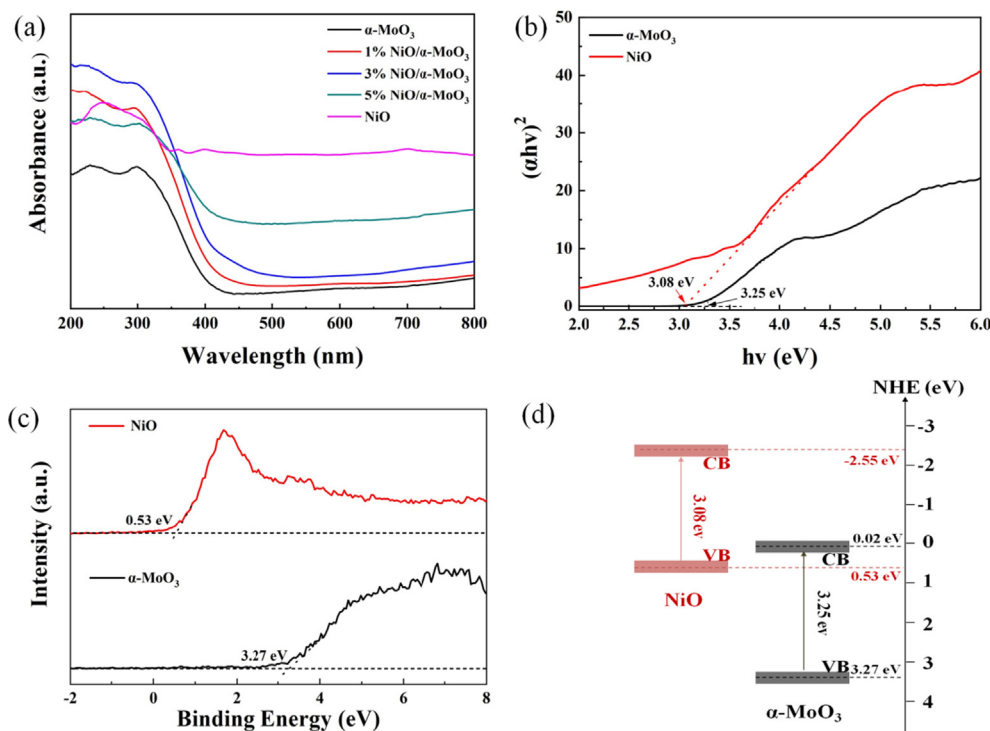 (a)
α-MoO₃
1% NiO/α-MoO₃
3% NiO/α-MoO₃
5% NiO/α-MoO₃
NiO
Absorbance (a.u.)
200 300 400 500 600 700 800
Wavelength (nm)
(b)
α-MoO₃
NiO
(αhν)²
50
40
30
20
10
0
3.08 eV
3.25 eV
2.0 2.5 3.0 3.5 4.0 4.5 5.0 5.5 6.0
hν (eV)
(c)
NiO
0.53 eV
α-MoO₃
3.27 eV
Intensity (a.u.)
-2 0 2 4 6 8
Binding Energy (eV)
(d)
NHE (eV)
-3
-2
-1
0
1
2
3
4
CB
-2.55 eV
3.08 eV
VB
0.53 eV
NiO
0.02 eV
CB
3.25 ev
VB
3.27 eV
α-MoO₃